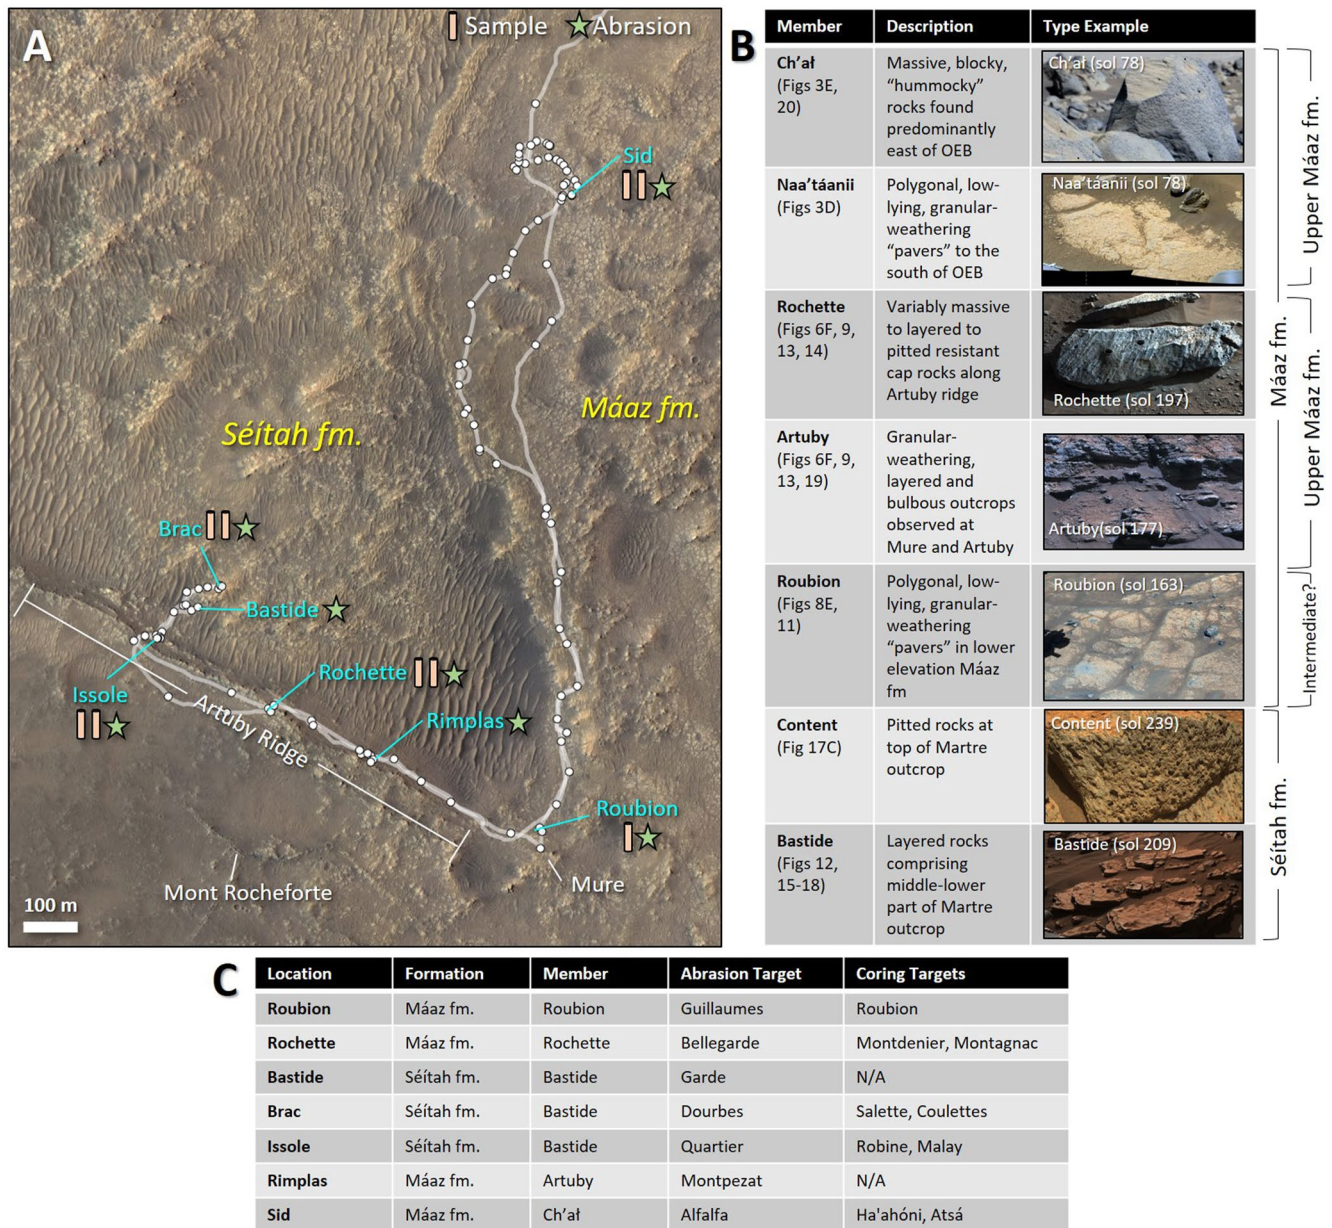 A
Sample
Abrasion
Sid
Máaz fm.
Séítah fm.
Brac
Bastide
Rochette
Issole
Rimplas
Artuby Ridge
Roubion
Mure
Mont Rocheforte
100 m
B
Member Description Type Example
Ch’ał
(Figs 3E,
20)
Massive, blocky,
“hummocky”
rocks found
predominantly
east of OEB
Ch’ał (sol 78)
Naa’táanii
(Figs 3D)
Polygonal, low-
lying, granular-
weathering
“pavers” to the
south of OEB
Naa’táanii (sol 78)
Rochette
(Figs 6F, 9,
13, 14)
Variably massive
to layered to
pitted resistant
cap rocks along
Artuby ridge
Rochette (sol 197)
Artuby
(Figs 6F, 9,
13, 19)
Granular-
weathering,
layered and
bulbous outcrops
observed at
Mure and Artuby
Artuby(sol 177)
Roubion
(Figs 8E,
11)
Polygonal, low-
lying, granular-
weathering
“pavers” in lower
elevation Máaz
fm
Roubion (sol 163)
Content
(Fig 17C)
Pitted rocks at
top of Martre
outcrop
Content (sol 239)
Bastide
(Figs 12,
15-18)
Layered rocks
comprising
middle-lower
part of Martre
outcrop
Bastide (sol 209)
Upper Máaz fm.
Máaz fm.
Upper Máaz fm.
Intermediate?
Séítah fm.
C
Location Formation Member Abrasion Target Coring Targets
Roubion Máaz fm. Roubion Guillaumes Roubion
Rochette Máaz fm. Rochette Bellegarde Montdenier, Montagnac
Bastide Séítah fm. Bastide Garde N/A
Brac Séítah fm. Bastide Dourbes Salette, Coulettes
Issole Séítah fm. Bastide Quartier Robine, Malay
Rimplas Máaz fm. Artuby Montpezat N/A
Sid Máaz fm. Ch’ał Alfalfa Ha'ahóni, Atsá